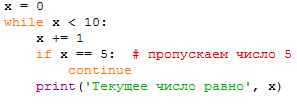 x = 0
while x < 10:
    x += 1
    if x == 5:  # пропускаем число 5
        continue
    print('Текущее число равно', x)